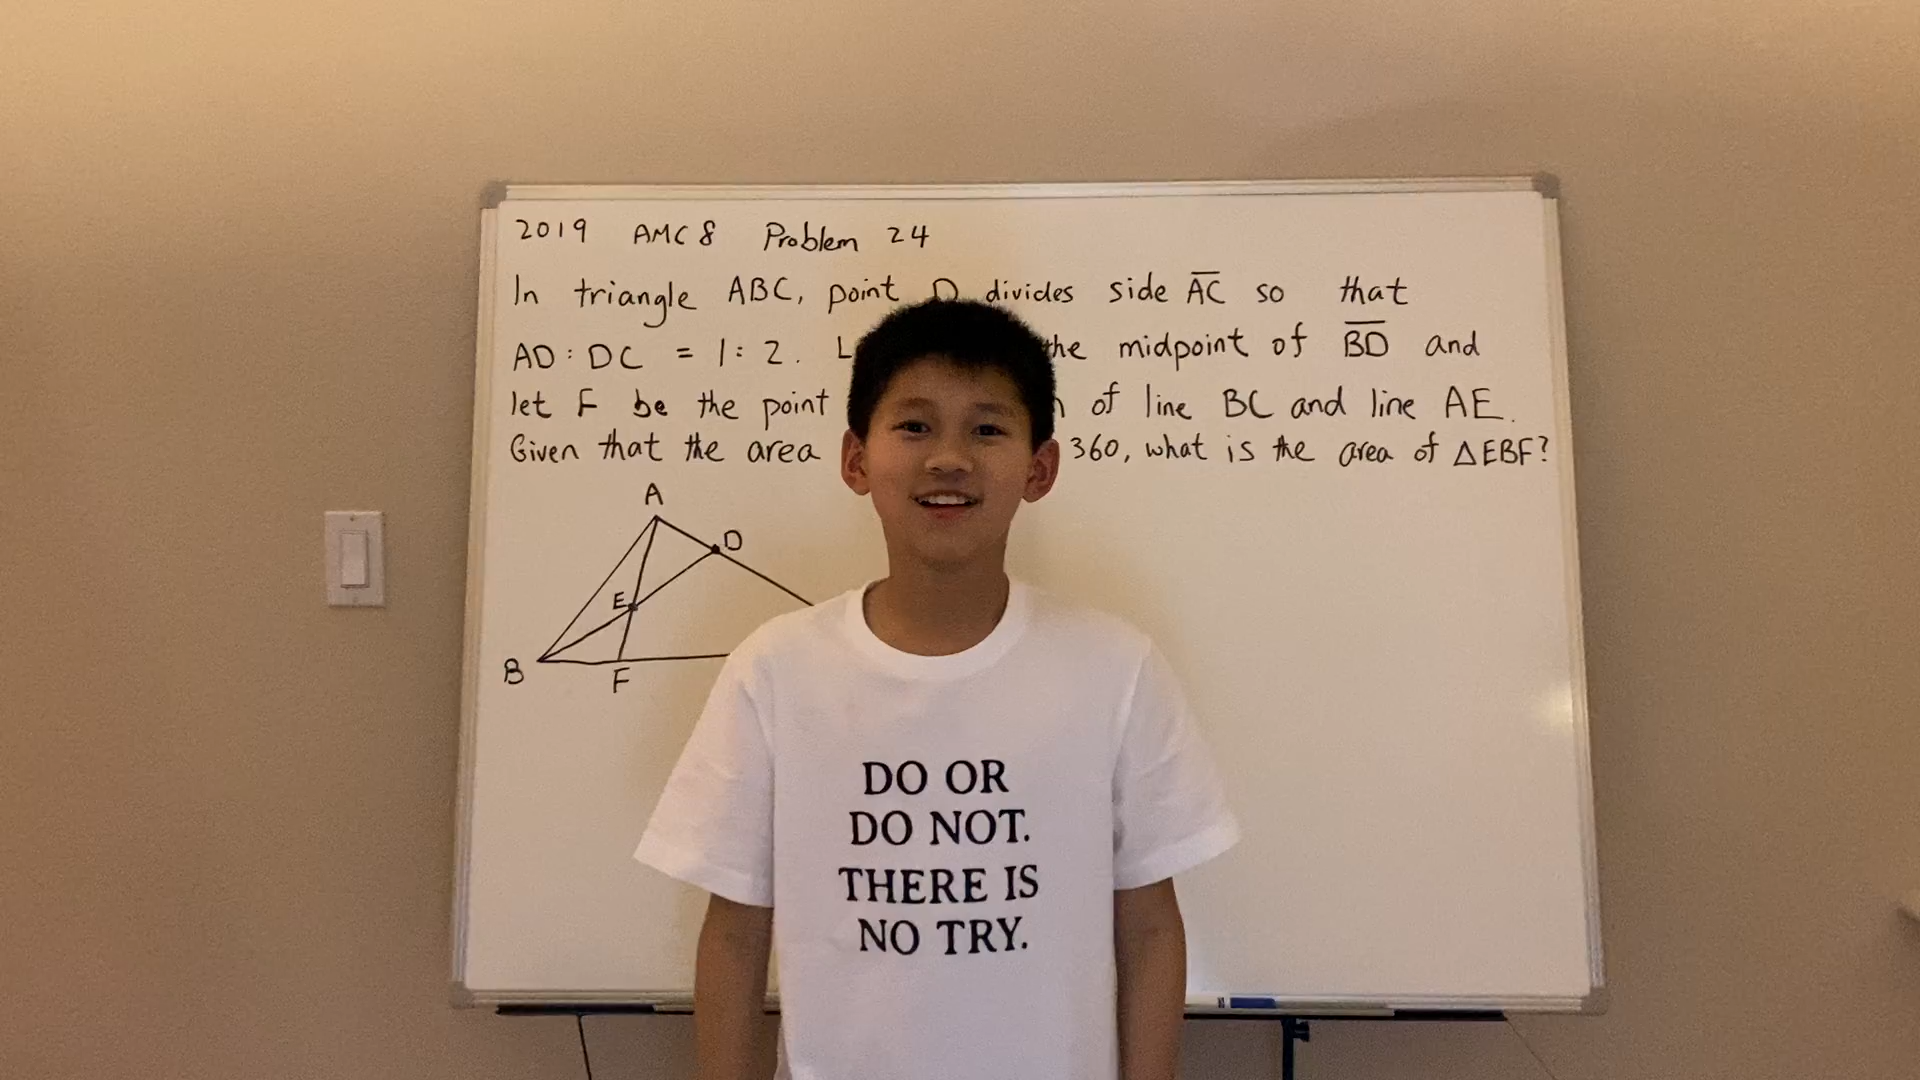 2019 AMC 8 Problem 24
In triangle ABC, point D divides side AC so that
AD : DC = 1 : 2. the midpoint of BD and
let F be the point of line BC and line AE.
Given that the area 360, what is the area of △EBF?
A
D
E
B
F
DO OR
DO NOT.
THERE IS
NO TRY.